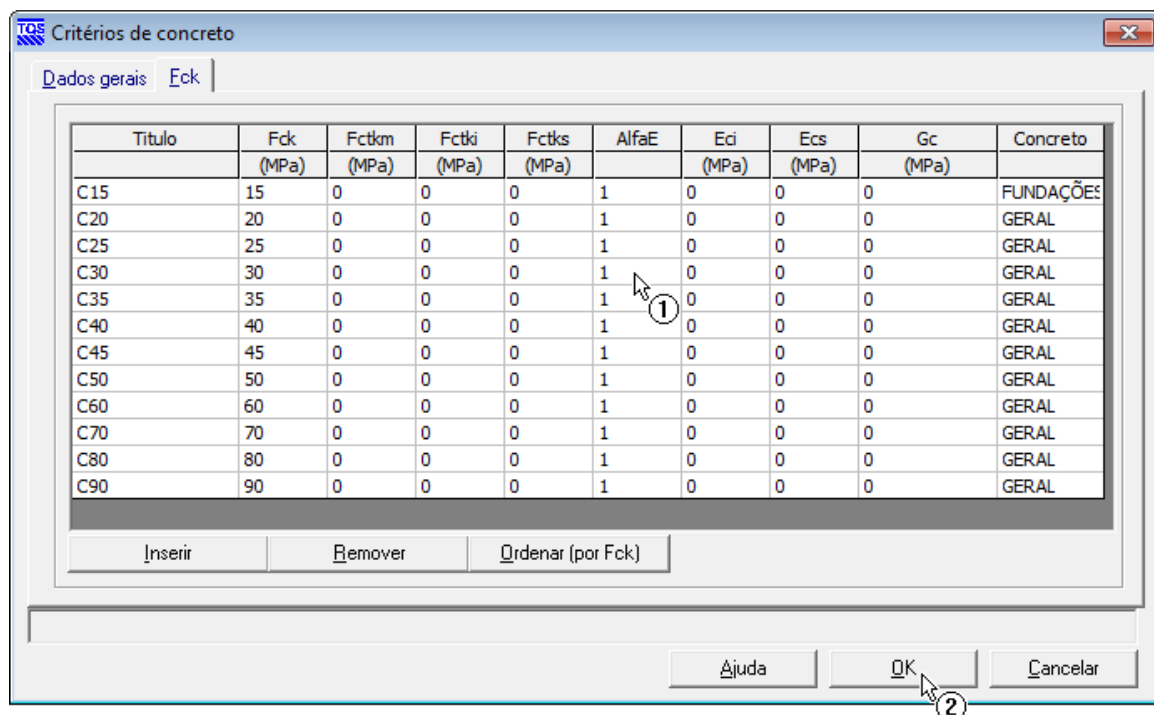 TQS Critérios de concreto
Dados gerais Fck
Titulo Fck Fctkm Fctki Fctks AlfaE Eci Ecs Gc Concreto
(MPa) (MPa) (MPa) (MPa) (MPa) (MPa) (MPa)
C15 15 0 0 0 1 0 0 0 FUNDAÇÕES
C20 20 0 0 0 1 0 0 0 GERAL
C25 25 0 0 0 1 0 0 0 GERAL
C30 30 0 0 0 1 0 0 0 GERAL
C35 35 0 0 0 1 0 0 0 GERAL
1
C40 40 0 0 0 1 0 0 0 GERAL
C45 45 0 0 0 1 0 0 0 GERAL
C50 50 0 0 0 1 0 0 0 GERAL
C60 60 0 0 0 1 0 0 0 GERAL
C70 70 0 0 0 1 0 0 0 GERAL
C80 80 0 0 0 1 0 0 0 GERAL
C90 90 0 0 0 1 0 0 0 GERAL
Inserir Remover Ordenar (por Fck)
Ajuda OK Cancelar
2